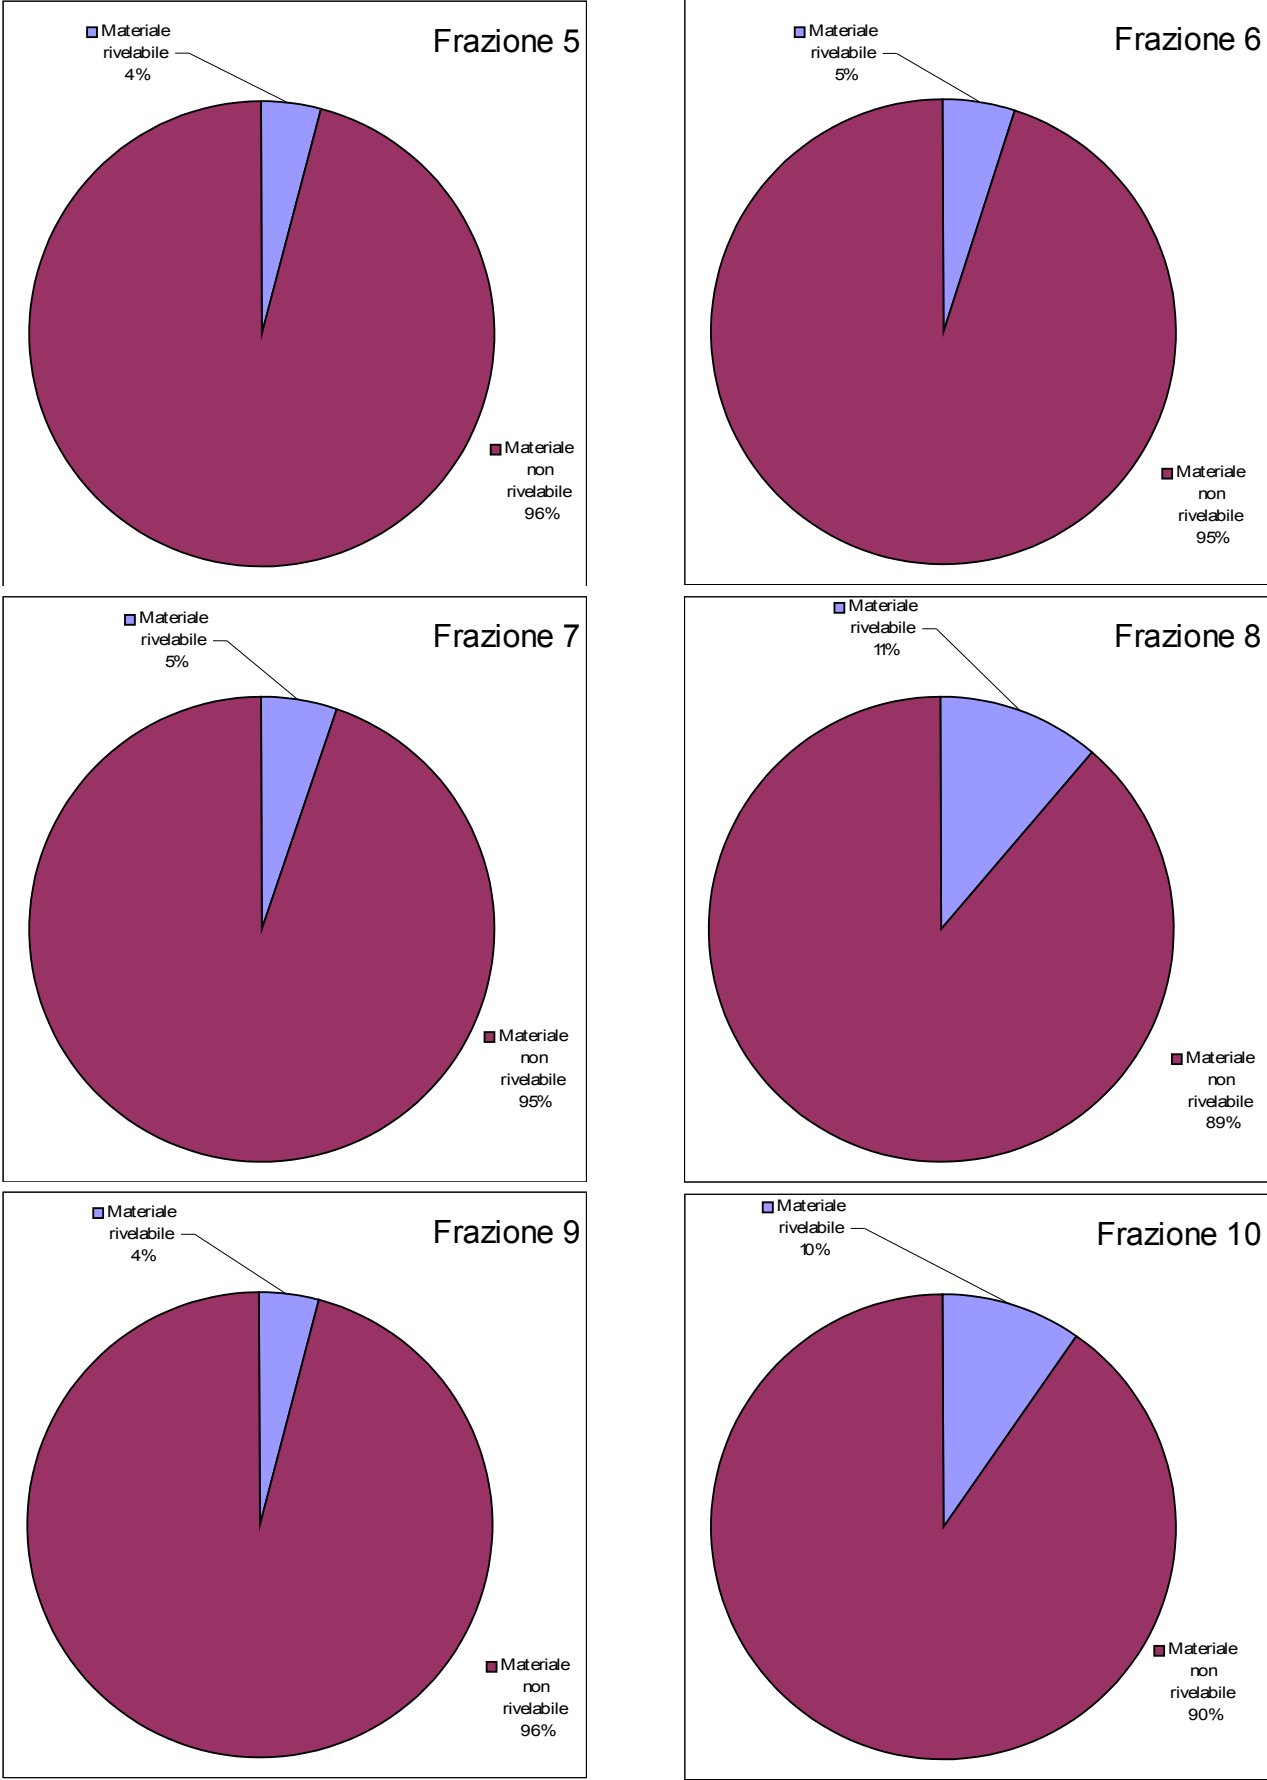 Frazione 5
Materiale
rivelabile
4%
Materiale
non
rivelabile
96%
Frazione 6
Materiale
rivelabile
5%
Materiale
non
rivelabile
95%
Frazione 7
Materiale
rivelabile
5%
Materiale
non
rivelabile
95%
Frazione 8
Materiale
rivelabile
11%
Materiale
non
rivelabile
89%
Frazione 9
Materiale
rivelabile
4%
Materiale
non
rivelabile
96%
Frazione 10
Materiale
rivelabile
10%
Materiale
non
rivelabile
90%